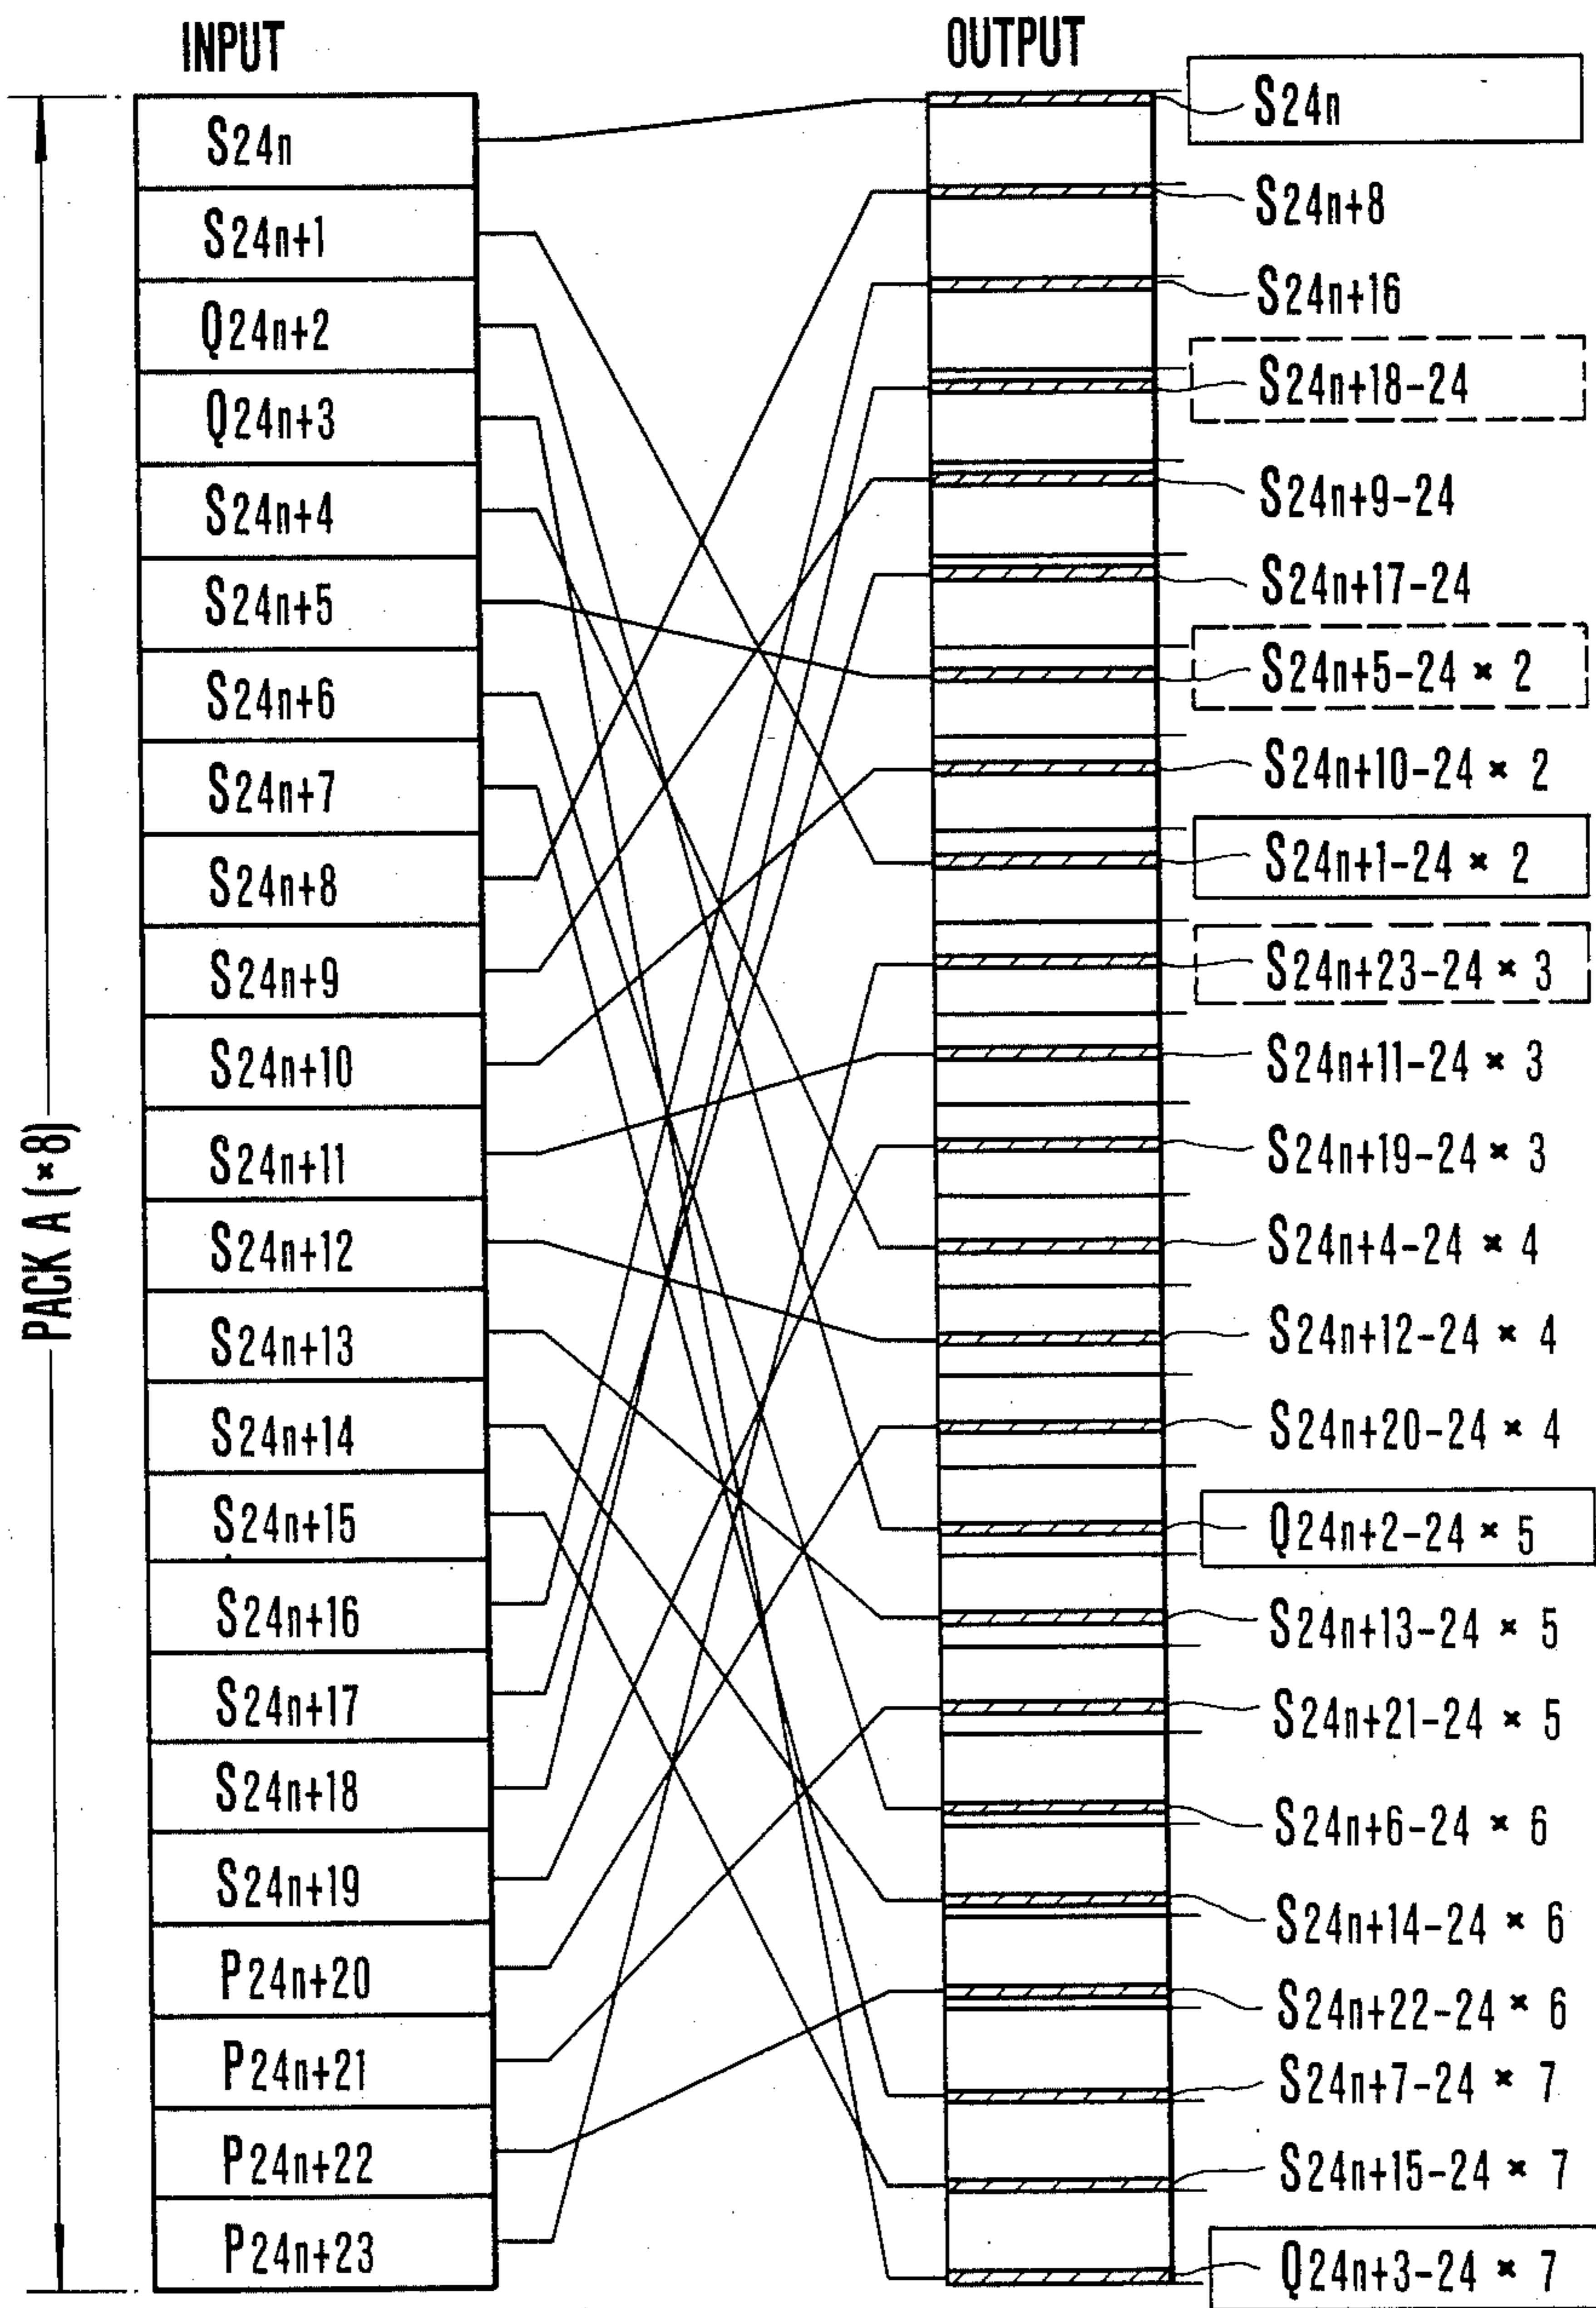 INPUT
OUTPUT
PACK A (×8)
S24n
S24n+1
Q24n+2
Q24n+3
S24n+4
S24n+5
S24n+6
S24n+7
S24n+8
S24n+9
S24n+10
S24n+11
S24n+12
S24n+13
S24n+14
S24n+15
S24n+16
S24n+17
S24n+18
S24n+19
P24n+20
P24n+21
P24n+22
P24n+23
S24n
S24n+8
S24n+16
S24n+18-24
S24n+9-24
S24n+17-24
S24n+5-24 × 2
S24n+10-24 × 2
S24n+1-24 × 2
S24n+23-24 × 3
S24n+11-24 × 3
S24n+19-24 × 3
S24n+4-24 × 4
S24n+12-24 × 4
S24n+20-24 × 4
Q24n+2-24 × 5
S24n+13-24 × 5
S24n+21-24 × 5
S24n+6-24 × 6
S24n+14-24 × 6
S24n+22-24 × 6
S24n+7-24 × 7
S24n+15-24 × 7
Q24n+3-24 × 7